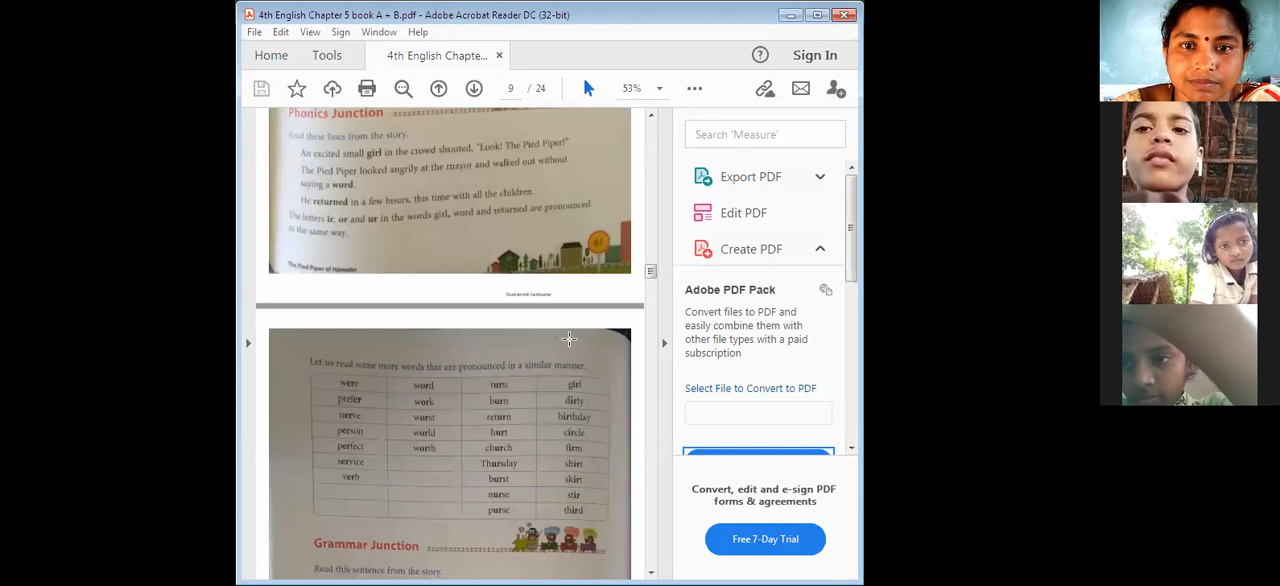 4th English Chapter 5 book A + B.pdf - Adobe Acrobat Reader DC (32-bit)
File Edit View Sign Window Help
Home Tools 4th English Chapte... × Sign In
9 / 24 53%
Phonics Junction
Read these lines from the story.
An excited small girl in the crowd shouted, "Look! The Pied Piper!"
The Pied Piper looked angrily at the mayor and walked out without
saying a word.
He returned in a few hours, this time with all the children.
The letters ir, or and ur in the words girl, word and returned are pronounced
in the same way.
81
The Pied Piper of Hamelin
Let us read some more words that are pronounced in a similar manner.
were word turn girl
prefer work burn dirty
nerve worst return birthday
person world hurt circle
perfect worth church firm
service Thursday shirt
verb burst skirt
nurse stir
purse third
Grammar Junction
Read this sentence from the story.
Search 'Measure'
Export PDF
Edit PDF
Create PDF
Adobe PDF Pack
Convert files to PDF and
easily combine them with
other file types with a paid
subscription
Select File to Convert to PDF
Convert, edit and e-sign PDF
forms & agreements
Free 7-Day Trial